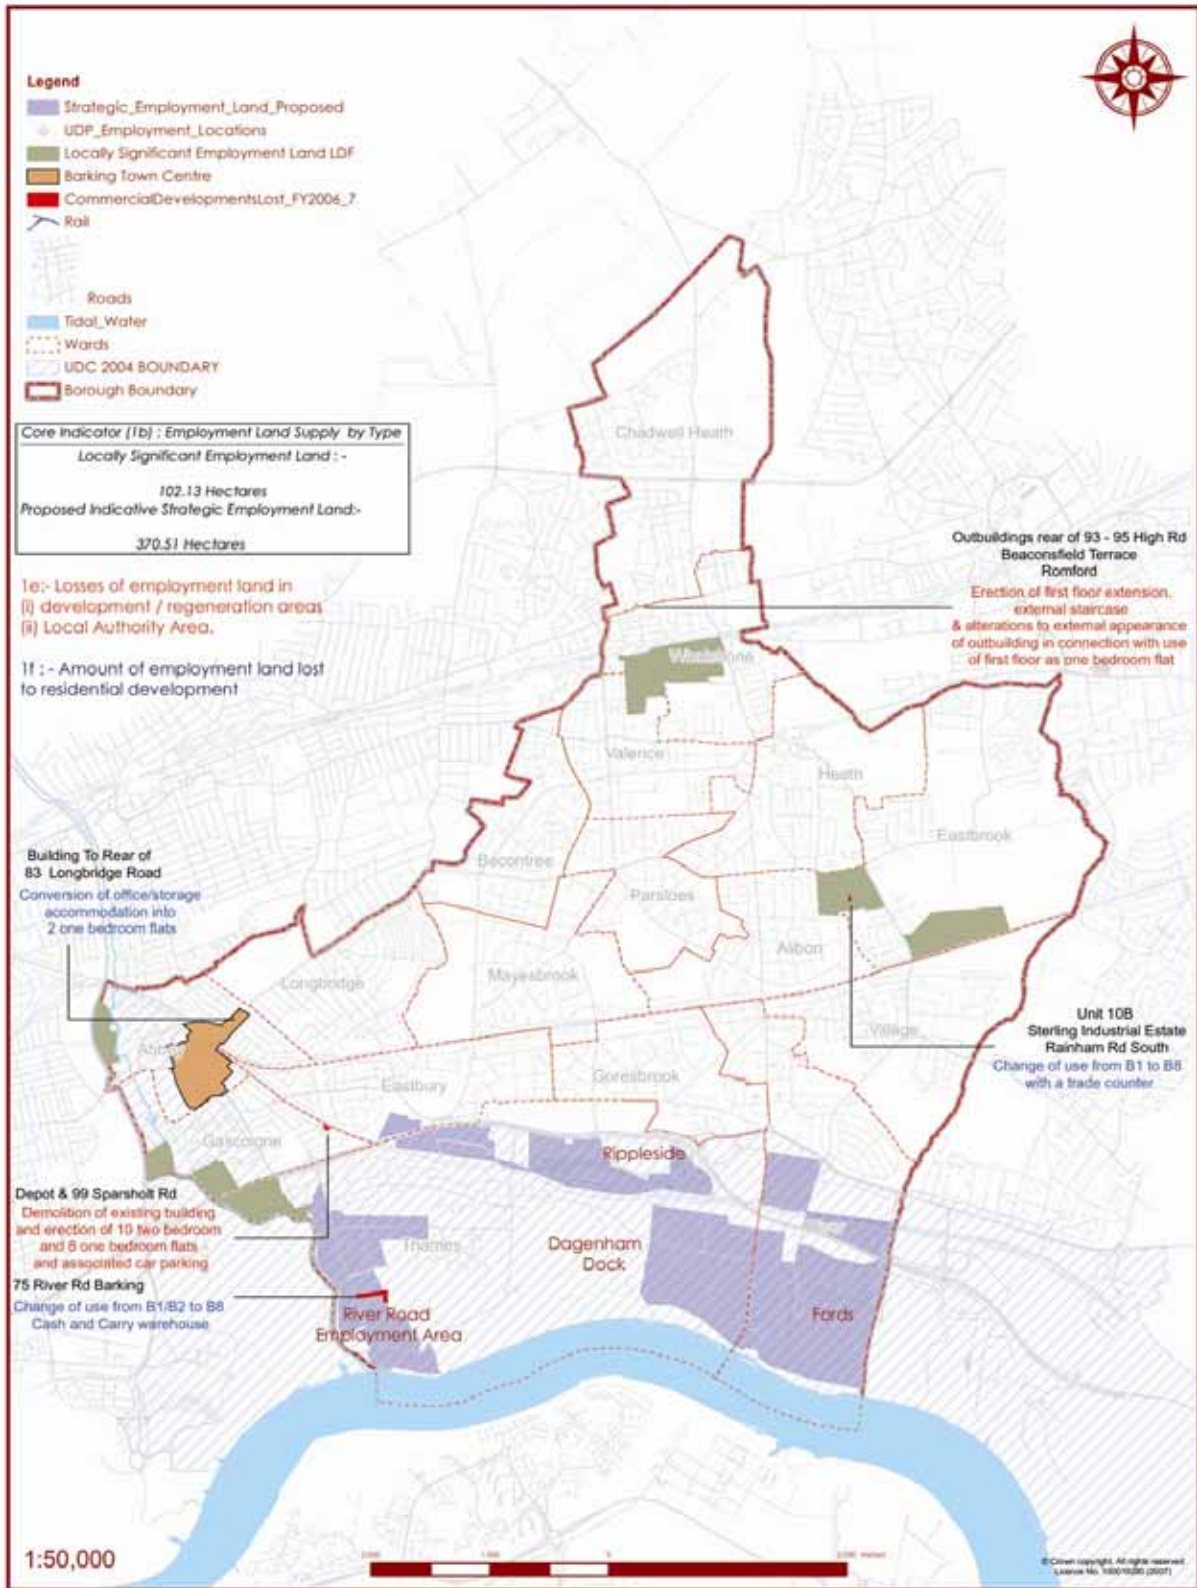 Legend
Strategic_Employment_Land_Proposed
UDP_Employment_Locations
Locally Significant Employment Land LDF
Barking Town Centre
CommercialDevelopmentsLost_FY2006_7
Rail
Roads
Tidal_Water
Wards
UDC 2004 BOUNDARY
Borough Boundary
Core Indicator (1b) : Employment Land Supply by Type
Locally Significant Employment Land : -
102.13 Hectares
Proposed Indicative Strategic Employment Land:-
370.51 Hectares
1e:- Losses of employment land in
(i) development / regeneration areas
(ii) Local Authority Area.
1f : - Amount of employment land lost
to residential development
Chadwell Heath
Outbuildings rear of 93 - 95 High Rd
Beaconsfield Terrace
Romford
Erection of first floor extension.
external staircase
& alterations to external appearance
of outbuilding in connection with use
of first floor as one bedroom flat
Valence
Heath
Eastbrook
Becontree
Parsloes
Alibon
Building To Rear of
83 Longbridge Road
Conversion of office/storage
accommodation into
2 one bedroom flats
Longbridge
Mayesbrook
Village
Unit 10B
Sterling Industrial Estate
Rainham Rd South
Change of use from B1 to B8
with a trade counter
Eastbury
Goresbrook
Gascoigne
Rippleside
Depot & 99 Sparsholt Rd
Demolition of existing building
and erection of 10 two bedroom
and 8 one bedroom flats
and associated car parking
Thames
Dagenham
Dock
75 River Rd Barking
Change of use from B1/B2 to B8
Cash and Carry warehouse
River Road
Employment Area
Fords
1:50,000
© Crown copyright. All rights reserved